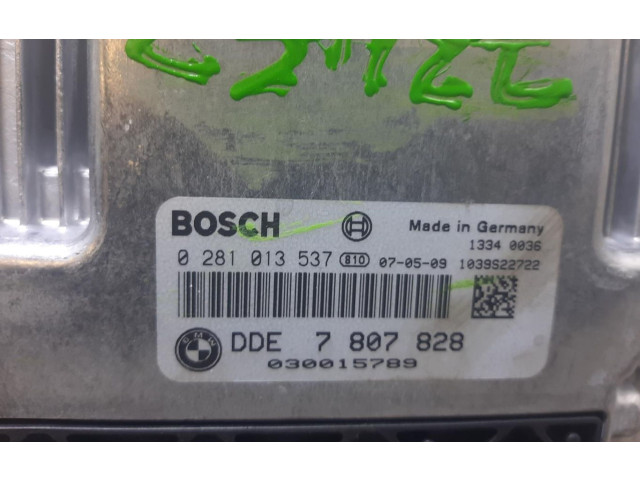 BOSCH Made in Germany
1334 0036
0 281 013 537 810 07-05-09 1039S22722
BMW DDE 7 807 828
030015789